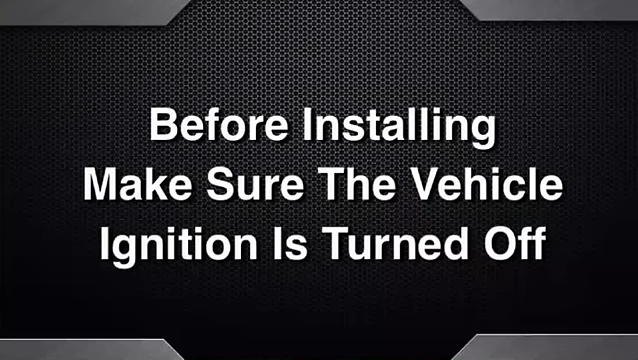 Before Installing
Make Sure The Vehicle
Ignition Is Turned Off